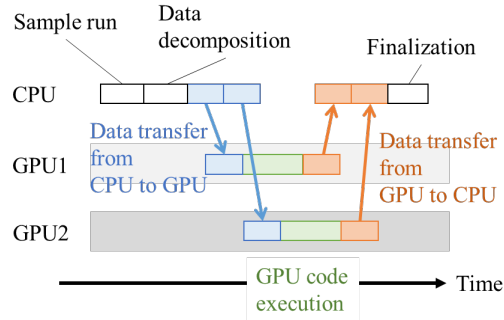 Sample run
Data
decomposition
Finalization
CPU
Data transfer
from
CPU to GPU
Data transfer
from
GPU to CPU
GPU1
GPU2
Time
GPU code
execution